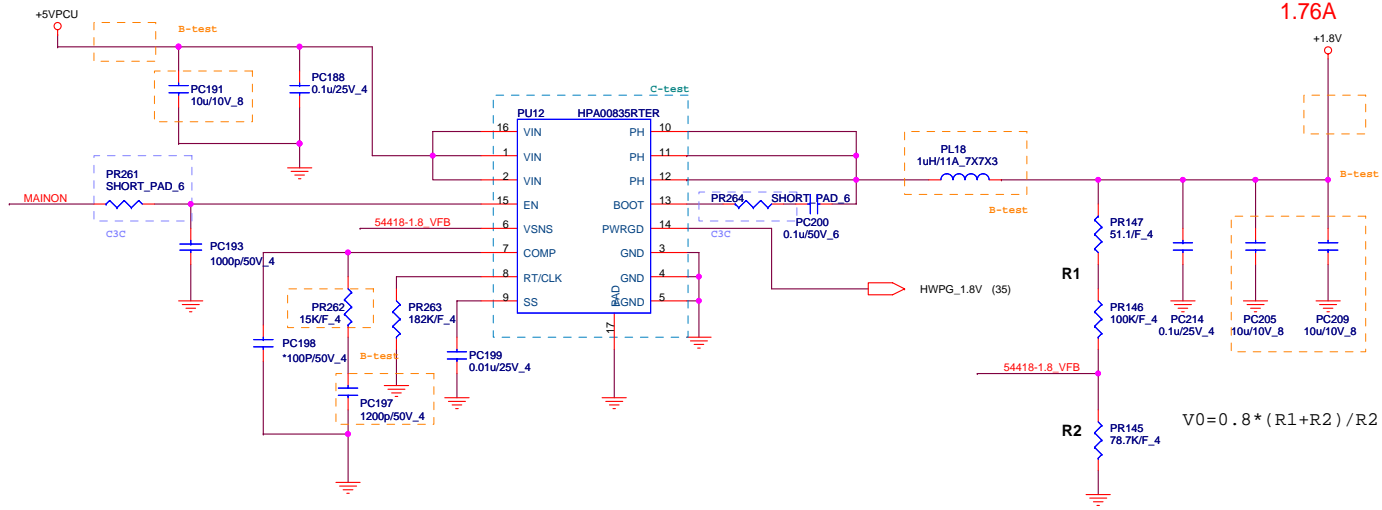 1.76A
+5VPCU
B-test
+1.8V
PC191
10u/10V_8
PC188
0.1u/25V_4
C-test
PU12
HPA00835RTER
16
VIN
PH
10
1
VIN
PH
11
2
VIN
PH
12
15
EN
BOOT
13
6
VSNS
PWRGD
14
7
COMP
GND
3
8
RT/CLK
GND
4
9
SS
AGND
5
PAD
17
PL18
1uH/11A_7X7X3
B-test
B-test
PR261
SHORT_PAD_6
MAINON
C3C
PR264
SHORT_PAD_6
C3C
PC200
0.1u/50V_6
54418-1.8_VFB
PC193
1000p/50V_4
PR147
51.1/F_4
R1
HWPG_1.8V (35)
PR262
15K/F_4
PR263
182K/F_4
PR146
100K/F_4
PC214
0.1u/25V_4
PC205
10u/10V_8
PC209
10u/10V_8
PC198
*100P/50V_4
B-test
PC199
0.01u/25V_4
54418-1.8_VFB
PC197
1200p/50V_4
R2
PR145
78.7K/F_4
V0=0.8*(R1+R2)/R2